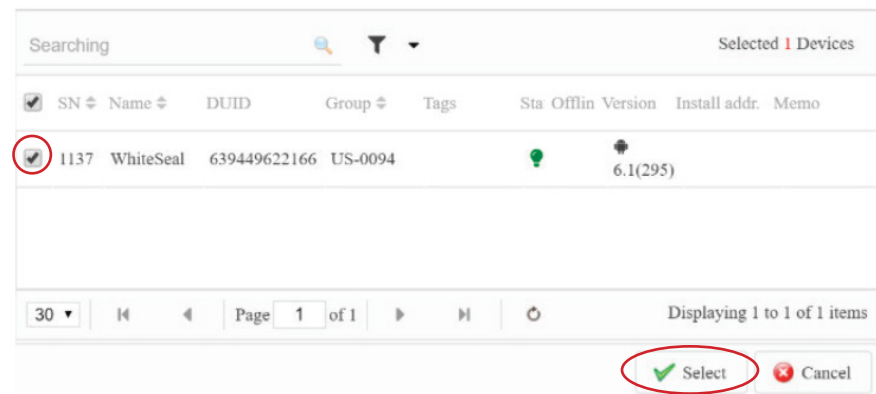 Searching Selected 1 Devices
SN Name DUID Group Tags Sta Offlin Version Install addr. Memo
1137 WhiteSeal 639449622166 US-0094 6.1(295)
30 Page 1 of 1 Displaying 1 to 1 of 1 items
Select Cancel